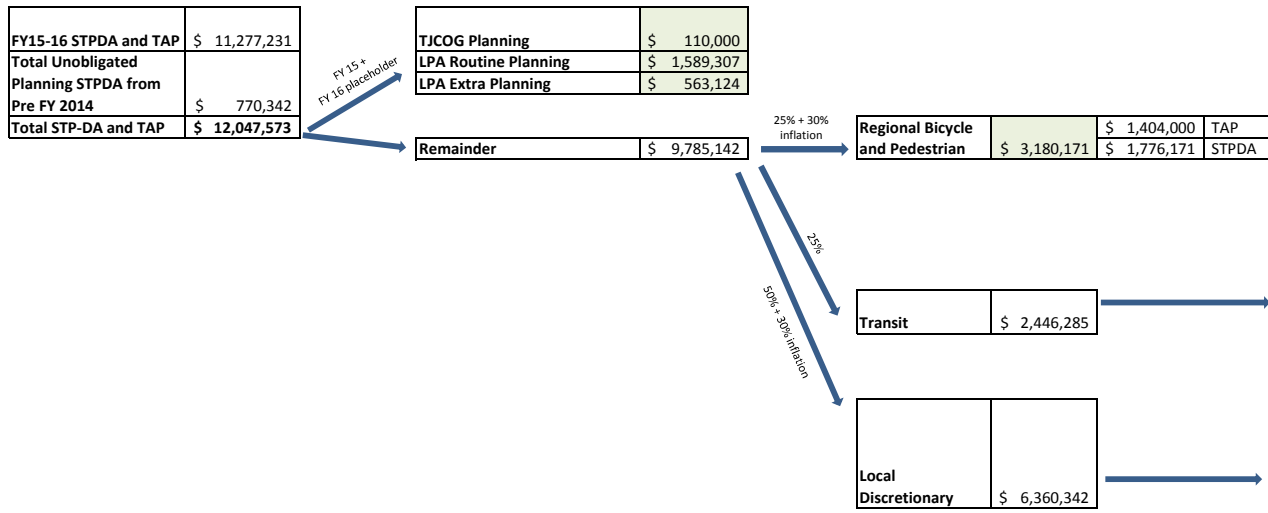 FY15-16 STPDA and TAP $ 11,277,231
Total Unobligated
Planning STPDA from
Pre FY 2014 $ 770,342
Total STP-DA and TAP $ 12,047,573
FY 15 +
FY 16 placeholder
TJCOG Planning $ 110,000
LPA Routine Planning $ 1,589,307
LPA Extra Planning $ 563,124
Remainder $ 9,785,142
25% + 30%
inflation
Regional Bicycle $ 1,404,000 TAP
and Pedestrian $ 3,180,171 $ 1,776,171 STPDA
25%
50% + 30% inflation
Transit $ 2,446,285
Local
Discretionary $ 6,360,342